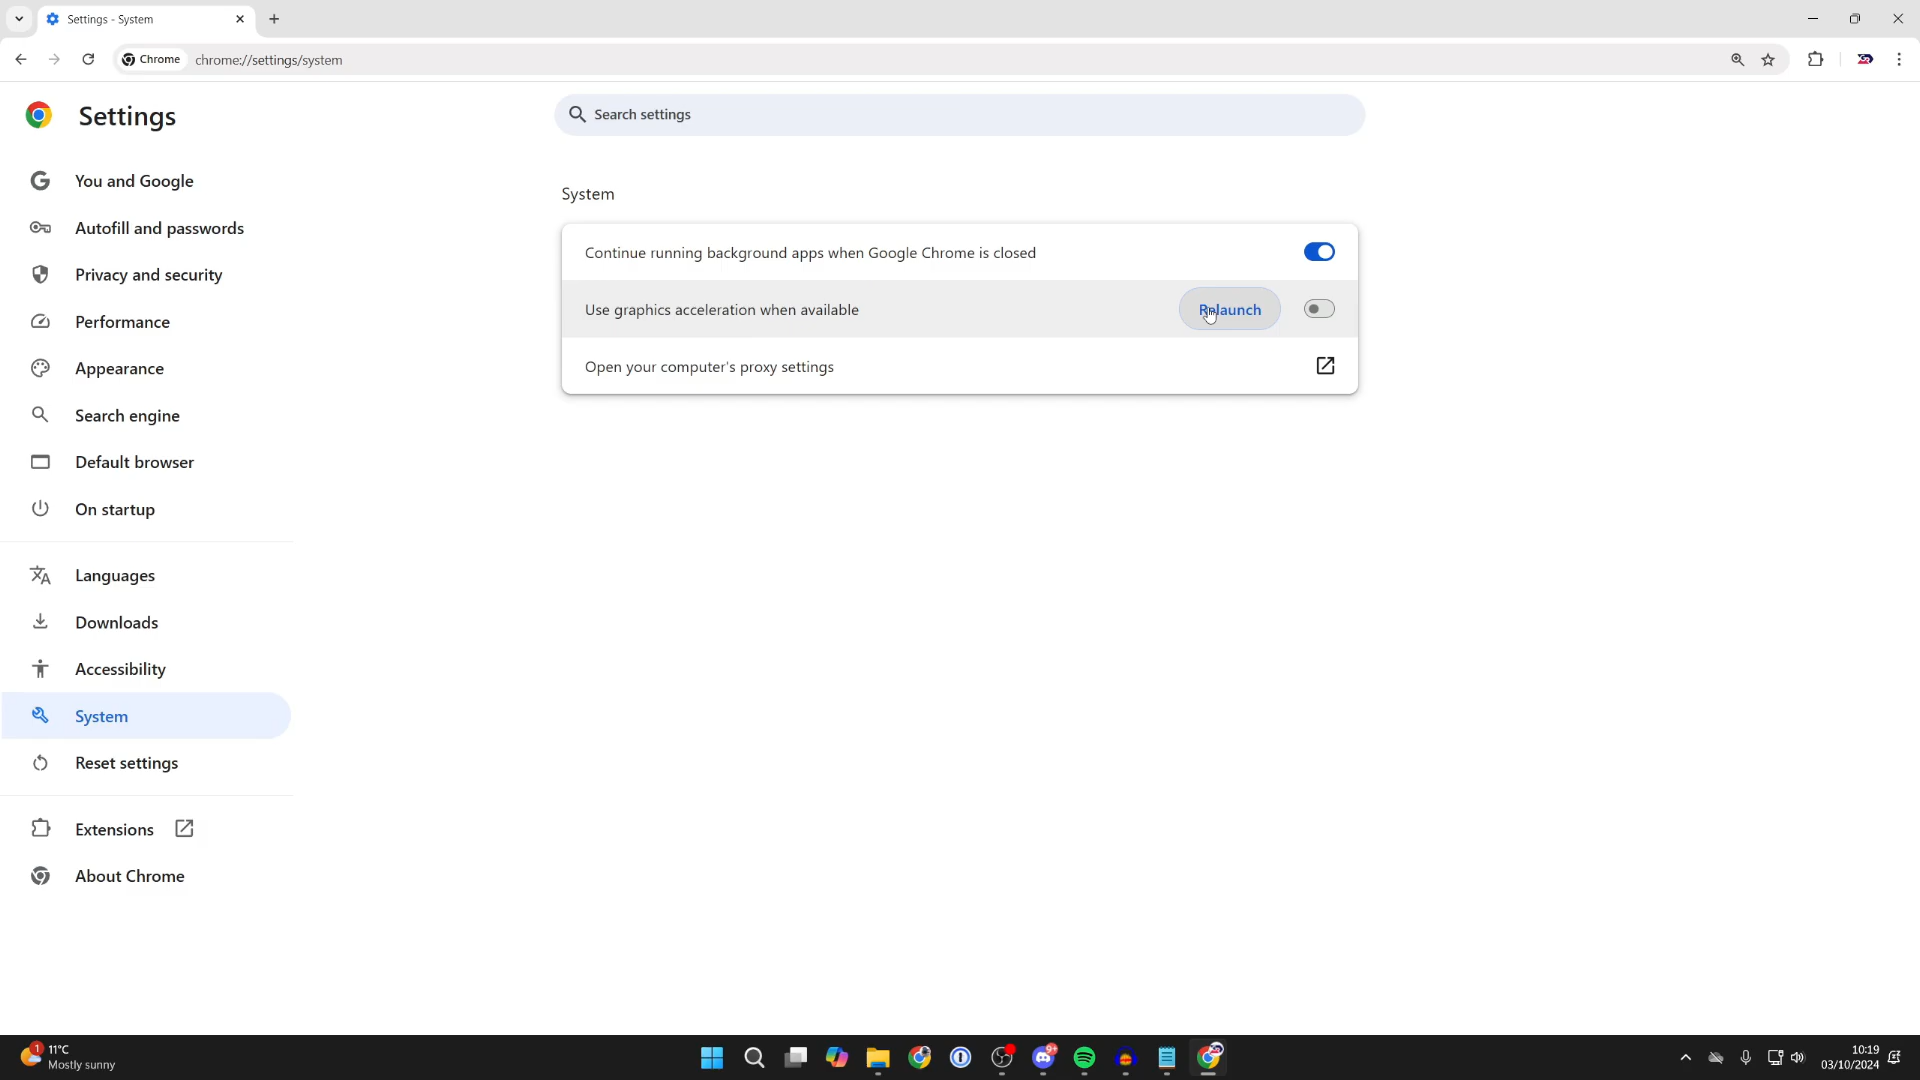 Settings - System
Chrome
chrome://settings/system
Settings
Search settings
You and Google
Autofill and passwords
Privacy and security
Performance
Appearance
Search engine
Default browser
On startup
Languages
Downloads
Accessibility
System
Reset settings
Extensions
About Chrome
System
Continue running background apps when Google Chrome is closed
Use graphics acceleration when available
Relaunch
Open your computer's proxy settings
1
11°C
Mostly sunny
9+
10:19
03/10/2024